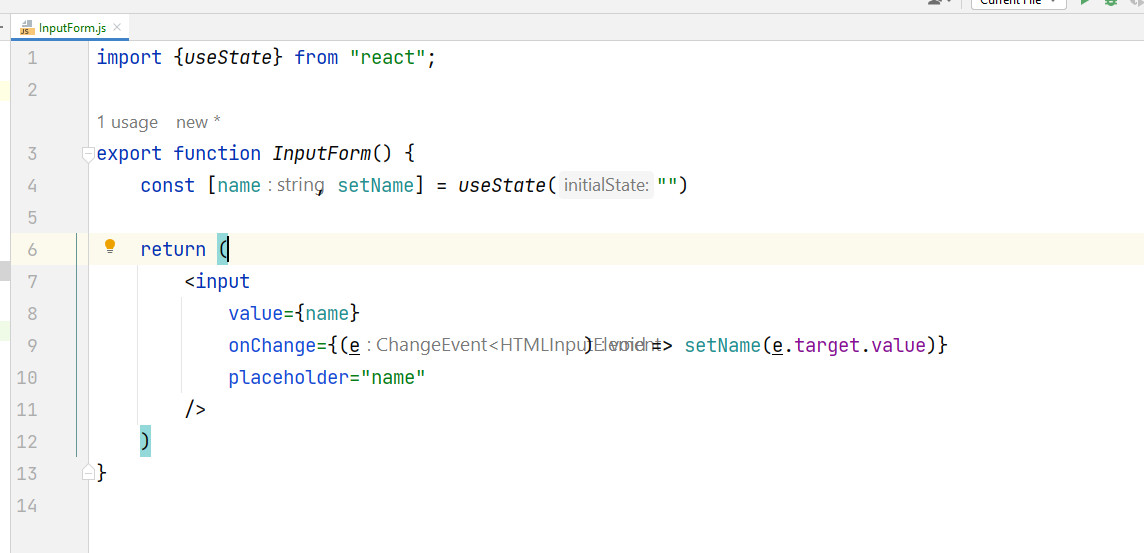 Current File
InputForm.js
1 import {useState} from "react";
2
1 usage new *
3 export function InputForm() {
4 const [name : string, setName] = useState( initialState: "")
5
6 return (
7 <input
8 value={name}
9 onChange={(e : ChangeEvent<HTMLInputElement> ) : void => setName(e.target.value)}
10 placeholder="name"
11 />
12 )
13 }
14